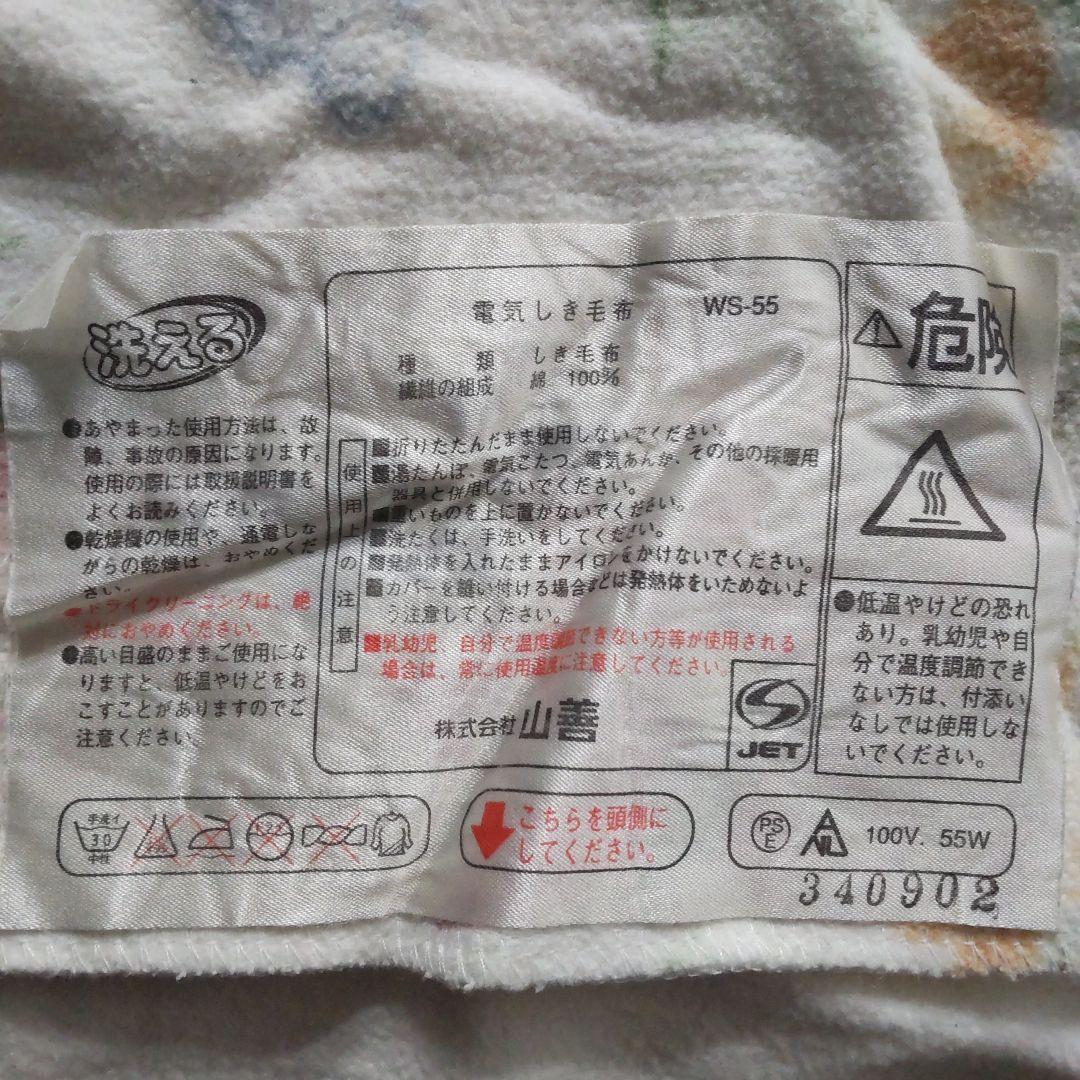 洗える
●あやまった使用方法は、故
障、事故の原因になります。
使用の際には取扱説明書を
よくお読みください。
●乾燥機の使用や、通電しな
がらの乾燥は、おやめくだ
さい。
●ドライクリーニングは、絶
対におやめください。
●高い目盛のままご使用にな
りますと、低温やけどをお
こすことがありますのでご
注意ください。
電気しき毛布 WS-55
種類 しき毛布
繊維の組成 綿 100%
使用上の注意
■折りたたんだまま使用しないでください。
■湯たんぽ、電気こたつ、電気あんか、その他の採暖用
器具と併用しないでください。
■重いものを上に置かないでください。
■洗たくは、手洗いをしてください。
■発熱体を入れたままアイロンをかけないでください。
■カバーを縫い付ける場合などは発熱体をいためないよ
う注意してください。
■乳幼児、自分で温度調節できない方等が使用される
場合は、常に使用温度に注意してください。
株式会社 山善
JET
危険
●低温やけどの恐れ
あり。乳幼児や自
分で温度調節でき
ない方は、付添い
なしでは使用しな
いでください。
手洗イ
30
中性
こちらを頭側に
してください。
PSE 100V. 55W
340902